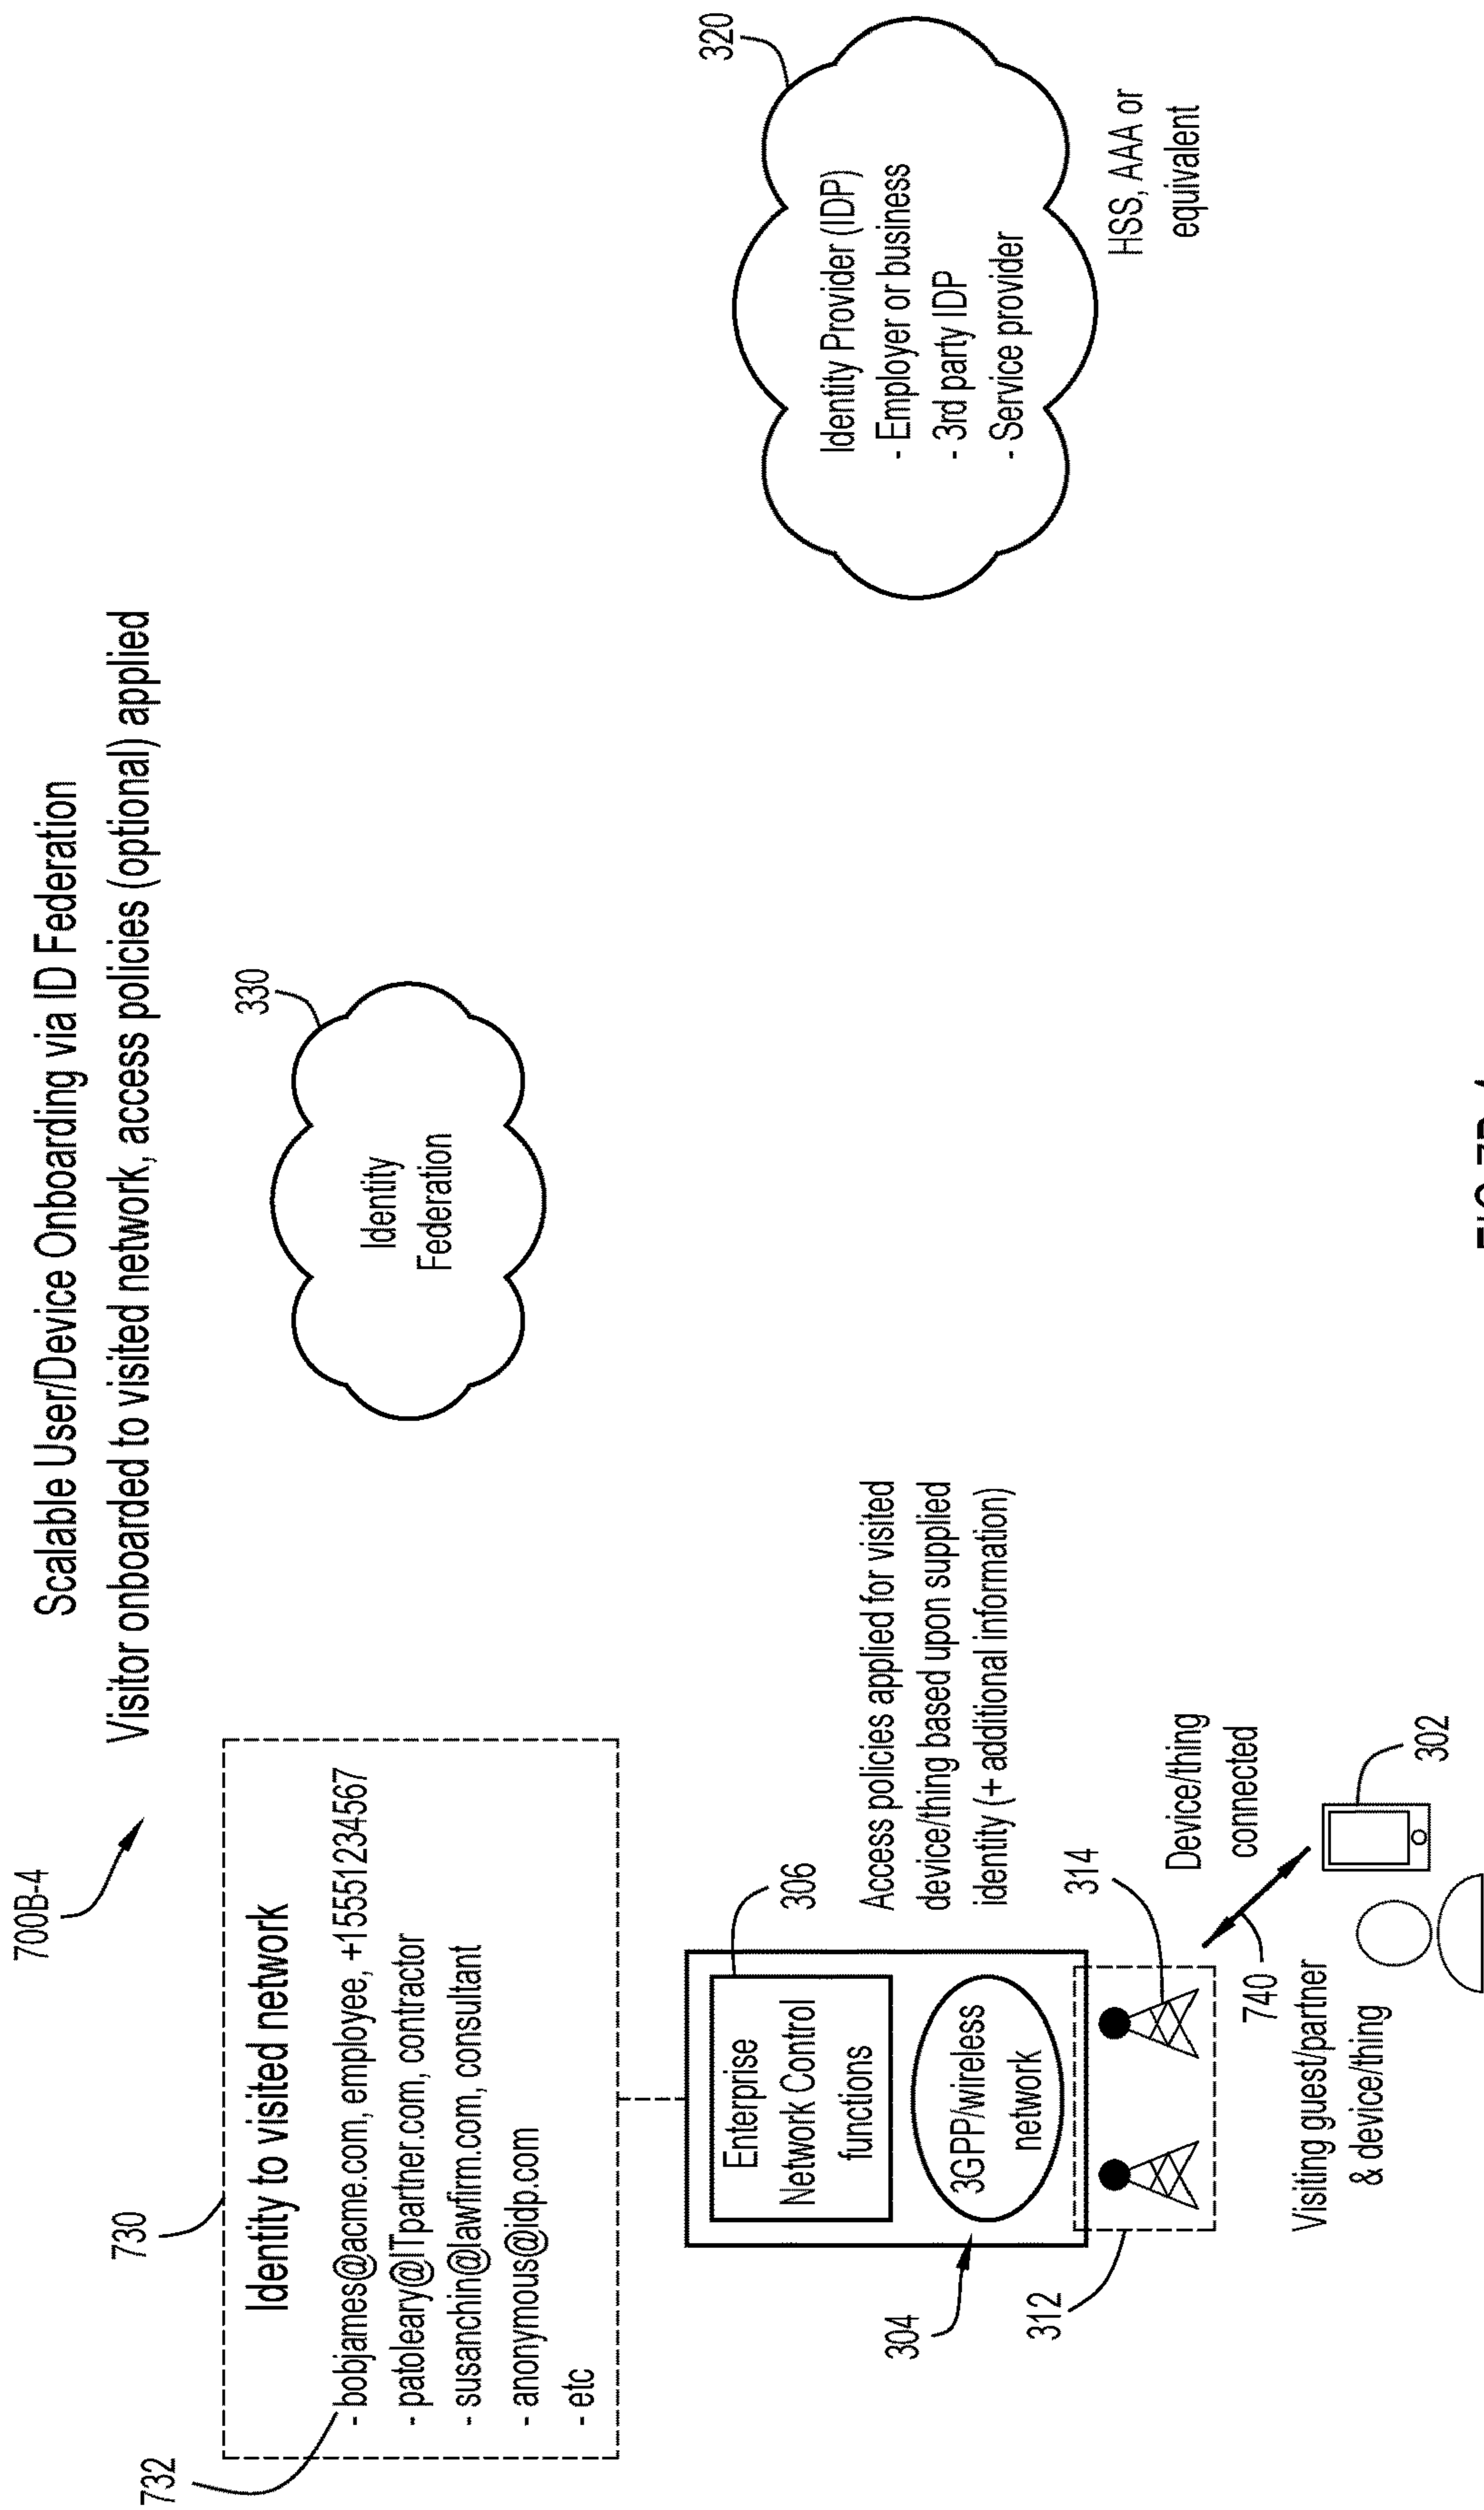 Scalable User/Device Onboarding via ID Federation
Visitor onboarded to visited network, access policies (optional) applied
700B-4
730
732
Identity to visited network
- bobjames@acme.com, employee, +15551234567
- patoleary@ITpartner.com, contractor
- susanchin@lawfirm.com, consultant
- anonymous@idp.com
- etc
330
Identity
Federation
320
Identity Provider (IDP)
- Employer or business
- 3rd party IDP
- Service provider
HSS, AAA or
equivalent
306
Enterprise
Network Control
functions
Access policies applied for visited
device/thing based upon supplied
identity (+ additional information)
304
3GPP/wireless
network
312
314
Device/thing
connected
740
Visiting guest/partner
& device/thing
302